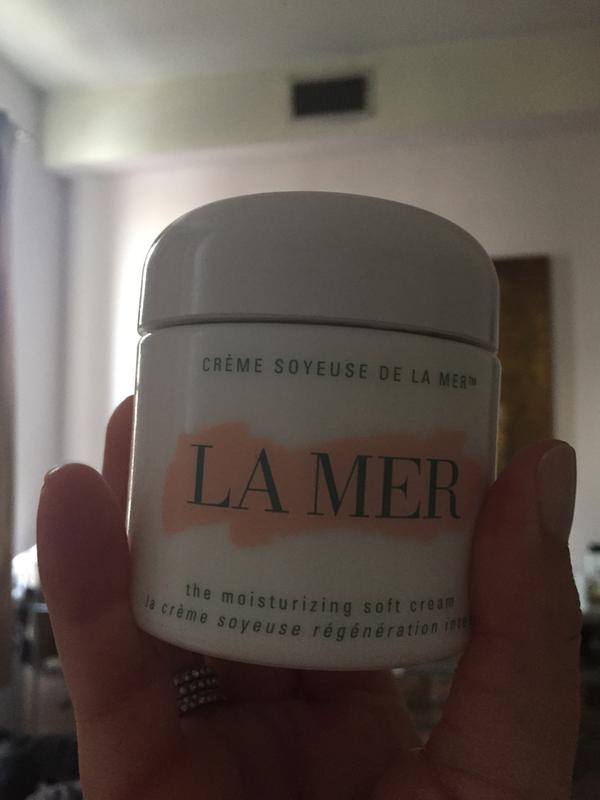 CRÈME SOYEUSE DE LA MER™
LA MER
the moisturizing soft cream
la crème soyeuse régénération